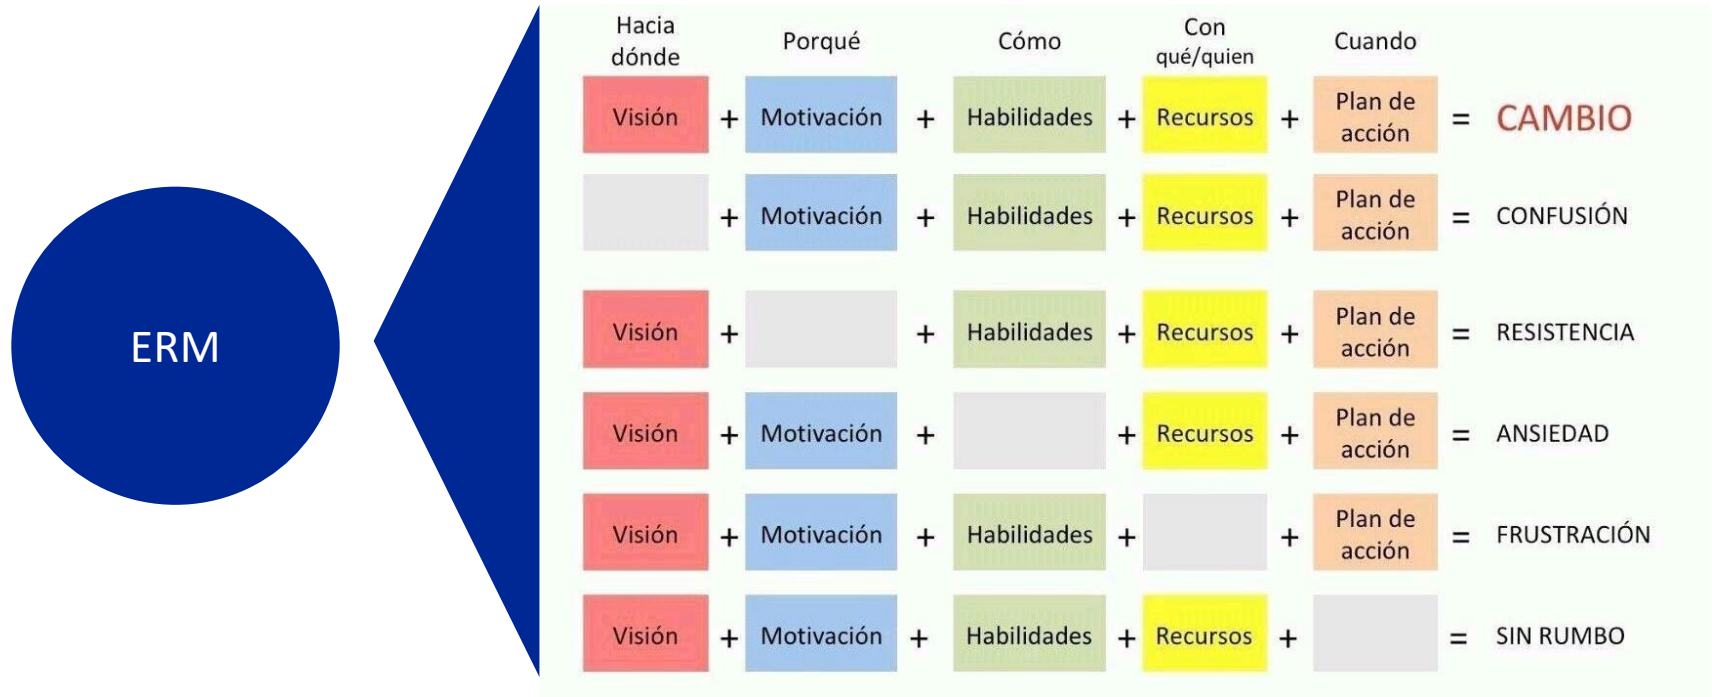 ERM
Hacia
dónde
Porqué
Cómo
Con
qué/quien
Cuando
Visión + Motivación + Habilidades + Recursos + Plan de
acción = CAMBIO
+ Motivación + Habilidades + Recursos + Plan de
acción = CONFUSIÓN
Visión + + Habilidades + Recursos + Plan de
acción = RESISTENCIA
Visión + Motivación + + Recursos + Plan de
acción = ANSIEDAD
Visión + Motivación + Habilidades + + Plan de
acción = FRUSTRACIÓN
Visión + Motivación + Habilidades + Recursos + = SIN RUMBO